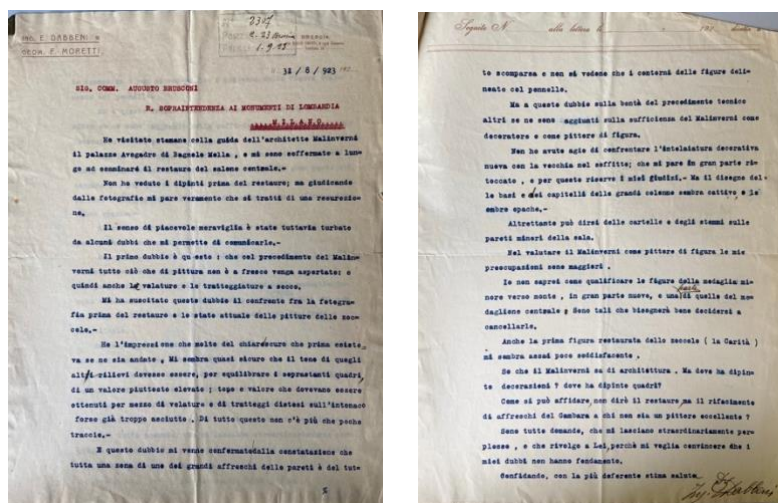 ING. E. DABBENI e
GEOM. F. MORETTI
BRESCIA
31/8/923
SIG. COMM. AUGUSTO BRUSCONI
R. SOPRAINTENDENZA AI MONUMENTI DI LOMBARDIA
MILANO
Ho visitato stamane colla guida dell'architetto Malinverni
il palazzo Avogadro di Bagnolo Mella, e mi sono soffermato a lun-
go ad esaminare il restauro del salone centrale.-
Non ho veduto i dipinti prima del restauro; ma giudicando
dalle fotografie mi pare veramente che si tratti di una resurrezio-
ne.
Il senso di piacevole meraviglia è stato tuttavia turbato
da alcuni dubbi che mi permetto di comunicarle.-
Il primo dubbio è questo: che col procedimento del Malin-
verni tutto ciò che di pittura non è a fresco venga asportato; e
quindi anche le velature e le tratteggiature a secco.
Mi ha suscitato questo dubbio il confronto fra la fotogra-
fia prima del restauro e lo stato attuale delle pitture dello zoc-
colo.-
Ho l'impressione che molto del chiaroscuro che prima esiste
va se ne sia andato. Mi sembra quasi sicuro che il tono di quegli
alti-rilievi dovesse essere, per equilibrare i soprastanti quadri,
di un valore piuttosto elevato; tono e valore che dovevano essere
ottenuti per mezzo di velature e di tratteggi distesi sull'intonaco
forse già troppo asciutto. Di tutto questo non c'è più che poche
traccie.-
E questo dubbio mi venne confermato dalla constatazione che
tutta una zona di uno dei grandi affreschi della pareti è del tut-
Seguito N. alla lettera
to scomparsa e non si vedono che i contorni delle figure deli-
neate col pennello.
Ma a questo dubbio sulla bontà del procedimento tecnico
altri se ne sono aggiunti sulla sufficienza del Malinverni come
decoratore e come pittore di figura.
Non ho avuto agio di confrontare l'intelaiatura decorativa
nuova con la vecchia nel soffitto; che mi pare in gran parte ri-
toccato, e per questo riservo i miei giudizi.- Ma il disegno del-
le basi e dei capitelli delle grandi colonne sembra cattivo, e le
ombre opache.-
Altrettanto può dirsi delle cartelle e degli stemmi sulle
pareti minori della sala.
Nel valutare il Malinverni come pittore di figura le mie
preoccupazioni sono maggiori.
Io non saprei come qualificare le figure della medaglia mi-
nore verso monte, in gran parte nuove, e una di quelle del me-
daglione centrale; Sono tali che bisognerà bene decidersi a
cancellarle.
Anche la prima figura restaurata dello zoccolo (la Carità)
mi sembra assai poco soddisfacente.
So che il Malinverni sa di architettura. Ma dove ha dipin-
to decorazioni? dove ha dipinto quadri?
Come si può affidare, non dirò il restauro, ma il rifacimento
di affreschi del Gambara a chi non sia un pittore eccellente?
Sono tutte domande, che mi lasciano straordinariamente per-
plesso, e che rivolgo a Lei, perchè mi voglia convincere che i
miei dubbi non hanno fondamento.
Confidando, con la più deferente stima saluto
Ing. E. Dabbeni